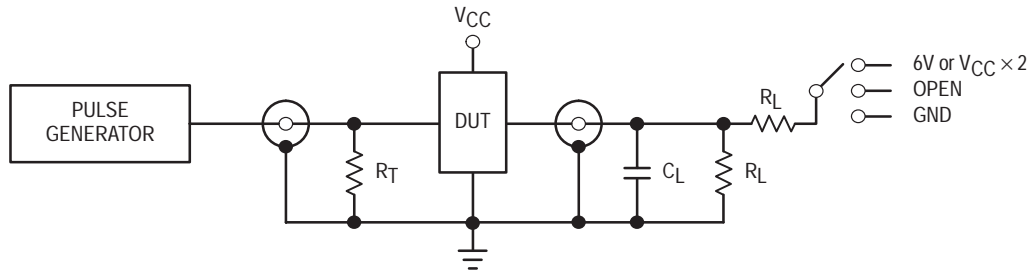 VCC
6V or VCC × 2
OPEN
GND
PULSE
GENERATOR
DUT
RL
RT
CL
RL